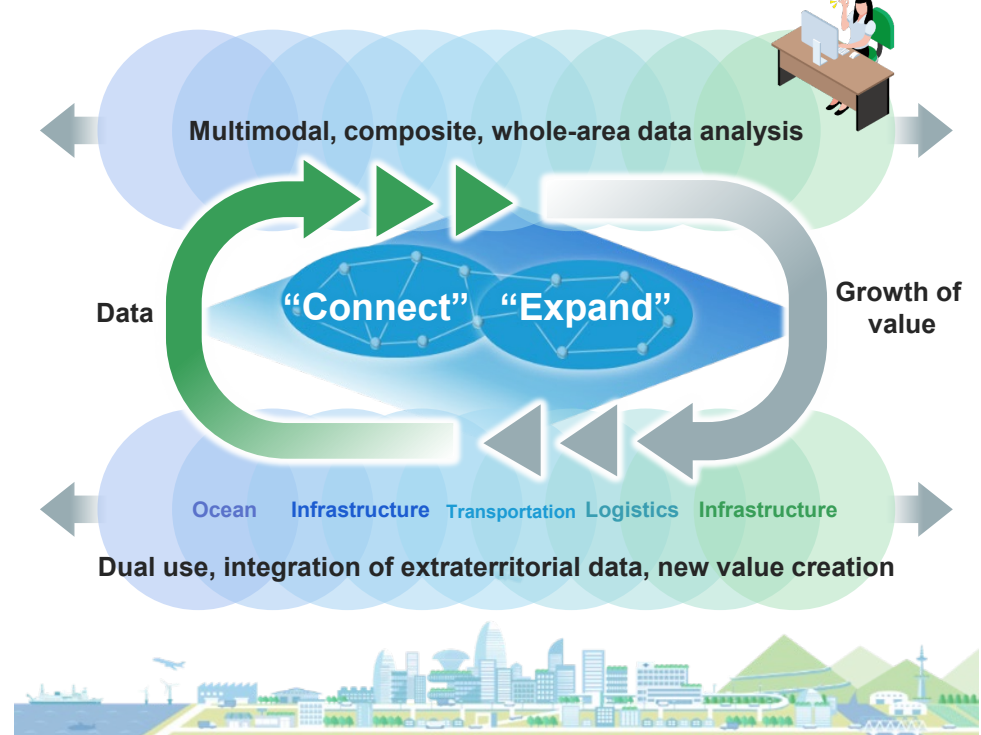 Multimodal, composite, whole-area data analysis
Data
“Connect”
“Expand”
Growth of
value
Ocean
Infrastructure
Transportation
Logistics
Infrastructure
Dual use, integration of extraterritorial data, new value creation